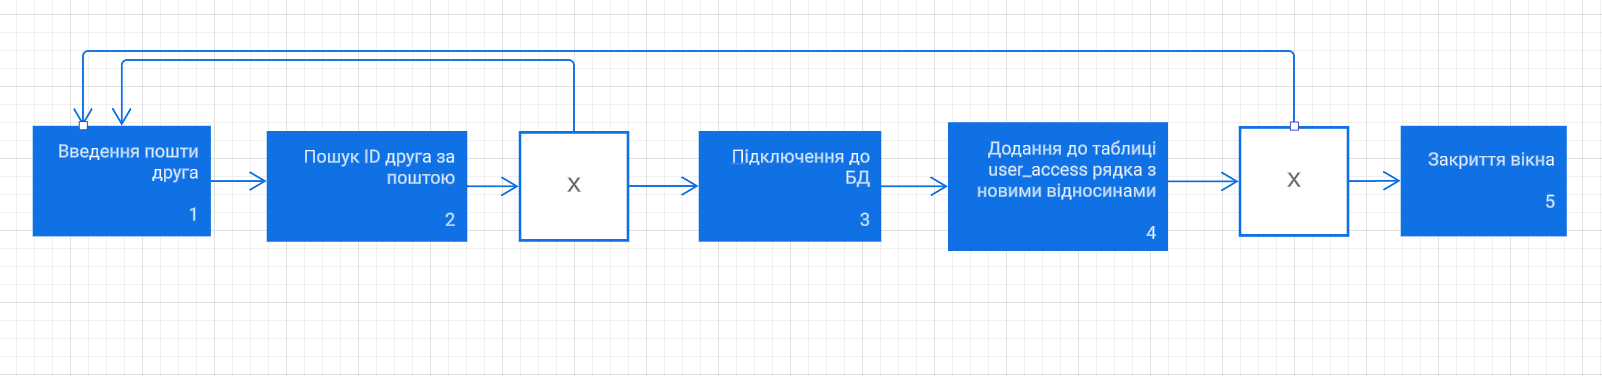 Введення пошти
друга
1
Пошук ID друга за
поштою
2
X
Підключення до
БД
3
Додання до таблиці
user_access рядка з
новими відносинами
4
X
Закриття вікна
5